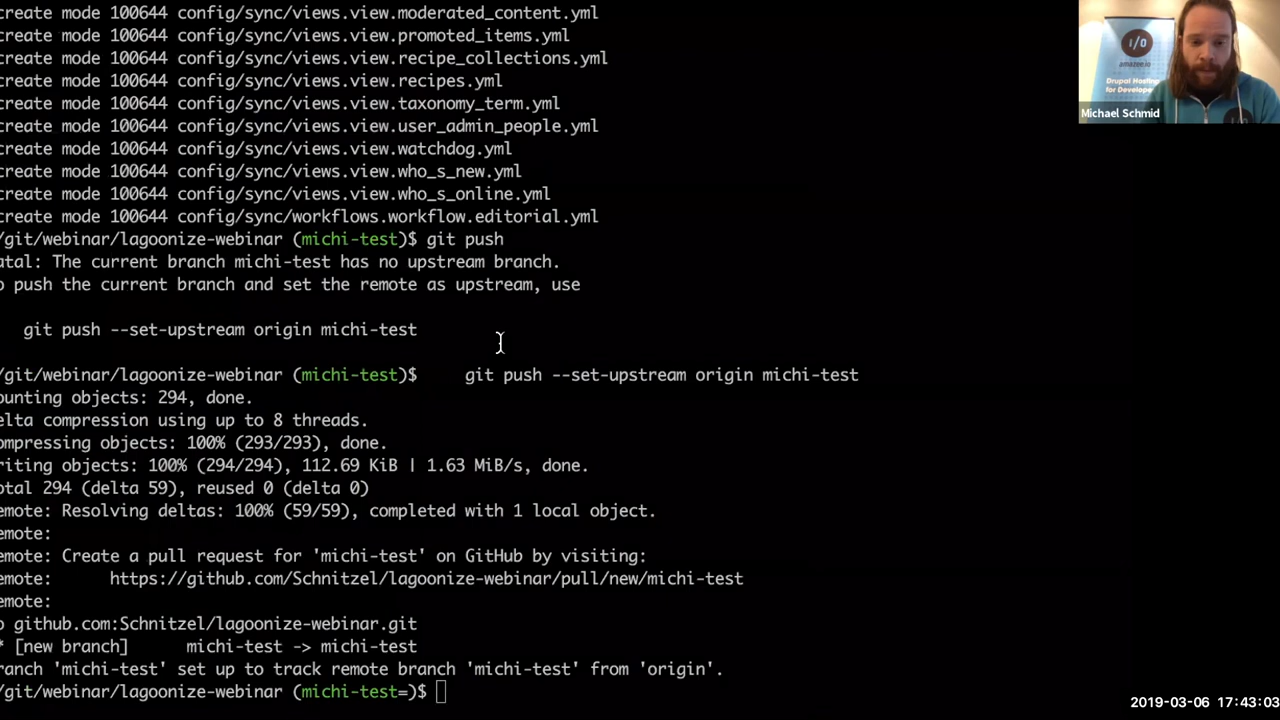 create mode 100644 config/sync/views.view.moderated_content.yml
create mode 100644 config/sync/views.view.promoted_items.yml
create mode 100644 config/sync/views.view.recipe_collections.yml
create mode 100644 config/sync/views.view.recipes.yml
create mode 100644 config/sync/views.view.taxonomy_term.yml
create mode 100644 config/sync/views.view.user_admin_people.yml
create mode 100644 config/sync/views.view.watchdog.yml
create mode 100644 config/sync/views.view.who_s_new.yml
create mode 100644 config/sync/views.view.who_s_online.yml
create mode 100644 config/sync/workflows.workflow.editorial.yml
/git/webinar/lagoonize-webinar (michi-test)$ git push
atal: The current branch michi-test has no upstream branch.
o push the current branch and set the remote as upstream, use
git push --set-upstream origin michi-test
/git/webinar/lagoonize-webinar (michi-test)$ git push --set-upstream origin michi-test
ounting objects: 294, done.
elta compression using up to 8 threads.
ompressing objects: 100% (293/293), done.
riting objects: 100% (294/294), 112.69 KiB | 1.63 MiB/s, done.
otal 294 (delta 59), reused 0 (delta 0)
emote: Resolving deltas: 100% (59/59), completed with 1 local object.
emote:
emote: Create a pull request for 'michi-test' on GitHub by visiting:
emote: https://github.com/Schnitzel/lagoonize-webinar/pull/new/michi-test
emote:
o github.com:Schnitzel/lagoonize-webinar.git
* [new branch] michi-test -> michi-test
ranch 'michi-test' set up to track remote branch 'michi-test' from 'origin'.
/git/webinar/lagoonize-webinar (michi-test=)$
I/O
amazee.io
Drupal Hosting
for Develope
Michael Schmid
2019-03-06 17:43:03